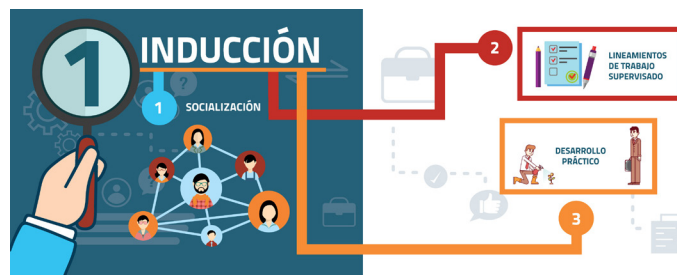 1
INDUCCIÓN
1
SOCIALIZACIÓN
2
LINEAMIENTOS
DE TRABAJO
SUPERVISADO
DESARROLLO
PRÁCTICO
3